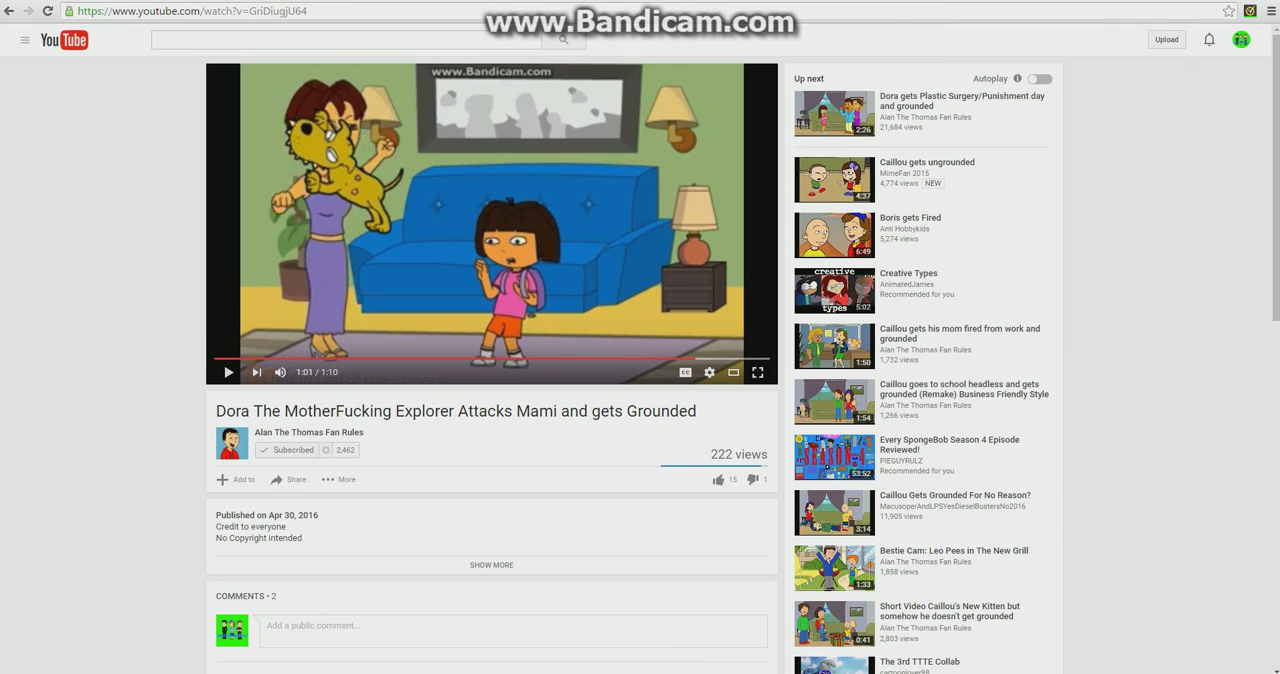 https://www.youtube.com/watch?v=GriDiugjU64
www.Bandicam.com
YouTube
Upload
www.Bandicam.com
1:01 / 1:10
CC
Dora The MotherFucking Explorer Attacks Mami and gets Grounded
Alan The Thomas Fan Rules
Subscribed 2,462
222 views
Add to Share More 15 1
Published on Apr 30, 2016
Credit to everyone
No Copyright intended
SHOW MORE
COMMENTS • 2
Add a public comment...
Up next Autoplay
2:26
Dora gets Plastic Surgery/Punishment day
and grounded
Alan The Thomas Fan Rules
21,684 views
4:37
Caillou gets ungrounded
MimeFan 2015
4,774 views NEW
6:49
Boris gets Fired
Anti Hobbykids
5,274 views
creative
types
5:02
Creative Types
AnimatedJames
Recommended for you
1:50
Caillou gets his mom fired from work and
grounded
Alan The Thomas Fan Rules
1,732 views
1:54
Caillou goes to school headless and gets
grounded (Remake) Business Friendly Style
Alan The Thomas Fan Rules
1,266 views
53:52
Every SpongeBob Season 4 Episode
Reviewed!
PIEGUYRULZ
Recommended for you
3:14
Caillou Gets Grounded For No Reason?
MacusoperAndLPSYesDieselBustersNo2016
11,905 views
1:33
Bestie Cam: Leo Pees in The New Grill
Alan The Thomas Fan Rules
1,858 views
0:41
Short Video Caillou's New Kitten but
somehow he doesn't get grounded
Alan The Thomas Fan Rules
2,803 views
The 3rd TTTE Collab
cartoonlover98